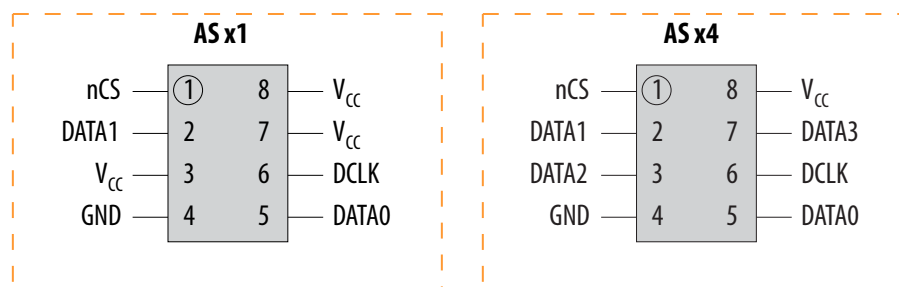 AS x1
nCS 1 8 VCC
DATA1 2 7 VCC
VCC 3 6 DCLK
GND 4 5 DATA0
AS x4
nCS 1 8 VCC
DATA1 2 7 DATA3
DATA2 3 6 DCLK
GND 4 5 DATA0